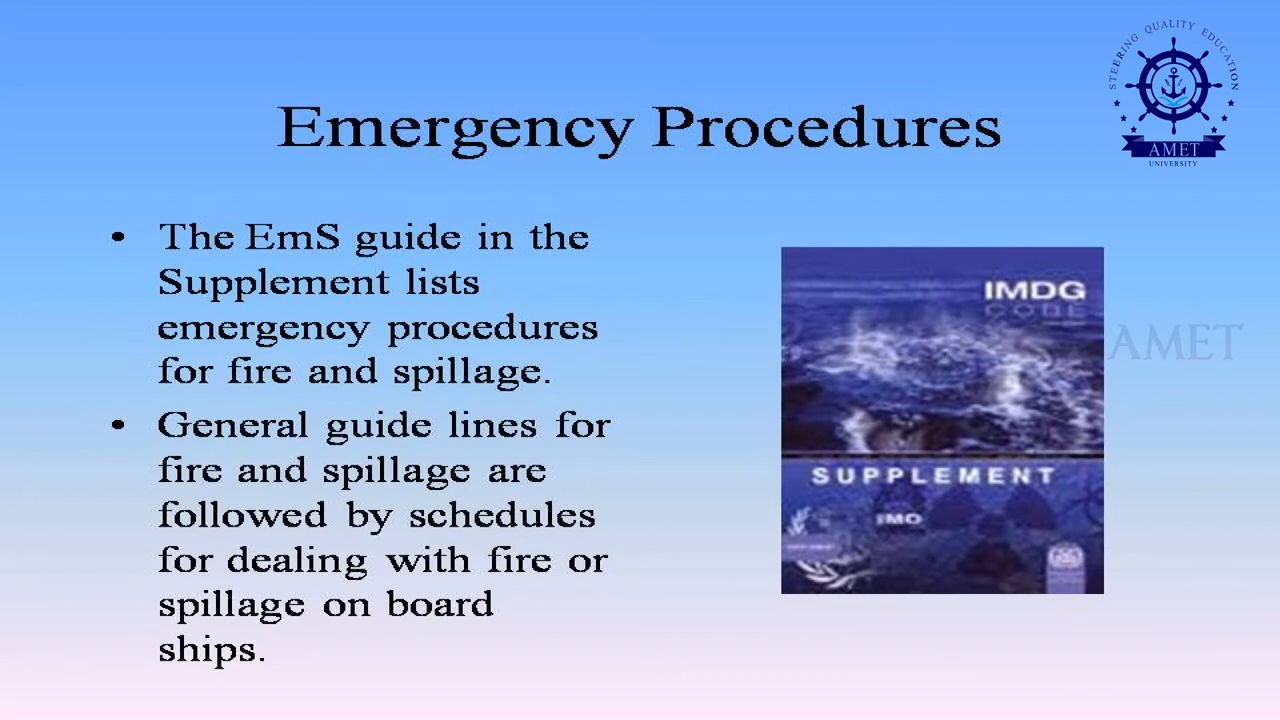 STEERING QUALITY EDUCATION
AMET
UNIVERSITY
Emergency Procedures
• The EmS guide in the
Supplement lists
emergency procedures
for fire and spillage.
• General guide lines for
fire and spillage are
followed by schedules
for dealing with fire or
spillage on board
ships.
IMDG
CODE
SUPPLEMENT
IMO
AMET